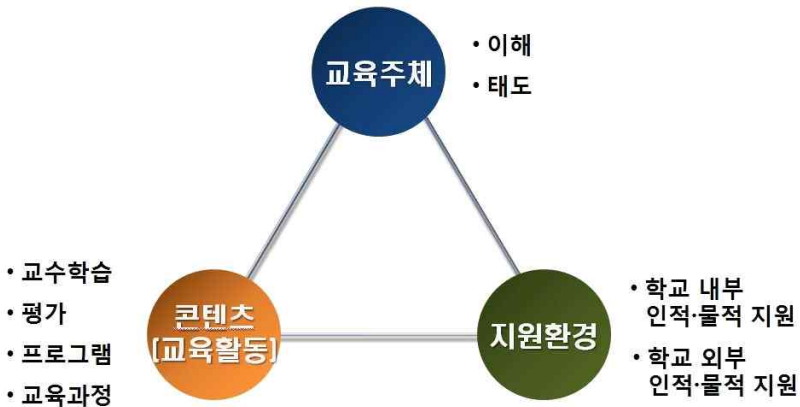 교육주체
• 이해
• 태도
콘텐츠
[교육활동]
• 교수학습
• 평가
• 프로그램
• 교육과정
지원환경
• 학교 내부
인적·물적 지원
• 학교 외부
인적·물적 지원